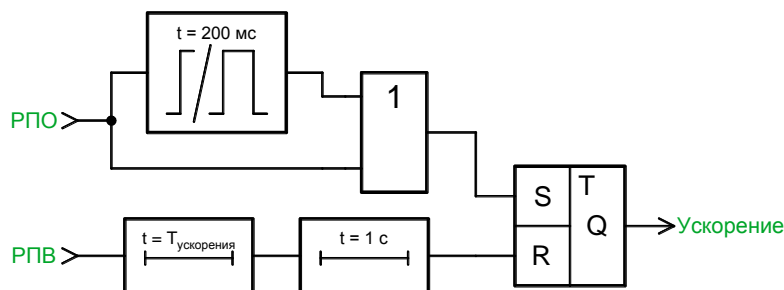 t = 200 мс
1
РПО
S
T
Q
Ускорение
R
РПВ
t = Tускорения
t = 1 с